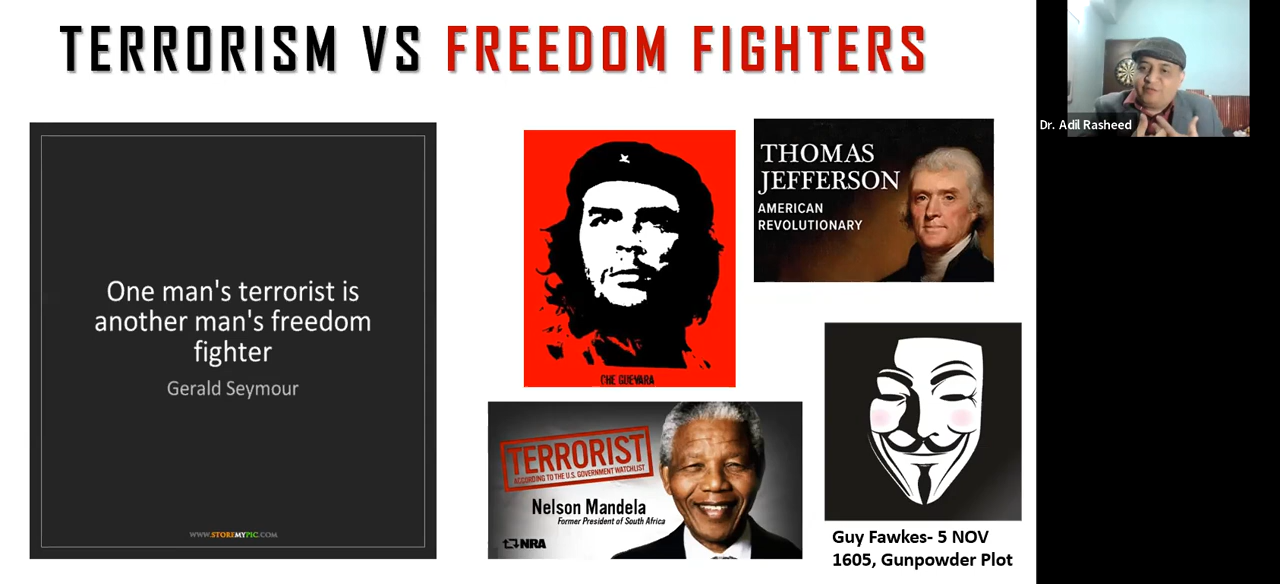 TERRORISM VS FREEDOM FIGHTERS
One man's terrorist is
another man's freedom
fighter
Gerald Seymour
WWW.STOREMYPIC.COM
CHE GUEVARA
THOMAS
JEFFERSON
AMERICAN
REVOLUTIONARY
TERRORIST
ACCORDING TO THE U.S. GOVERNMENT WATCHLIST
Nelson Mandela
Former President of South Africa
NRA
Guy Fawkes- 5 NOV
1605, Gunpowder Plot
Dr. Adil Rasheed